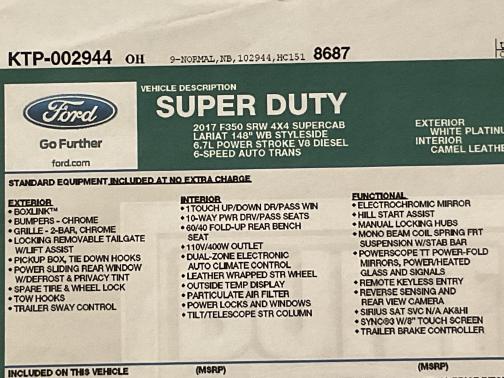 KTP-002944 OH 9-NORMAL,NB,102944,HC151 8687
VEHICLE DESCRIPTION
SUPER DUTY
2017 F350 SRW 4X4 SUPERCAB
LARIAT 148" WB STYLESIDE
6.7L POWER STROKE V8 DIESEL
6-SPEED AUTO TRANS
EXTERIOR
WHITE
INTERIOR
CAMEL
Ford
Go Further
ford.com
STANDARD EQUIPMENT INCLUDED AT NO EXTRA CHARGE
EXTERIOR
• BOXLINK™
• BUMPERS - CHROME
• GRILLE - 2-BAR, CHROME
• LOCKING REMOVABLE TAILGATE
W/LIFT ASSIST
• PICKUP BOX, TIE DOWN HOOKS
• POWER SLIDING REAR WINDOW
W/DEFROST & PRIVACY TINT
• SPARE TIRE & WHEEL LOCK
• TOW HOOKS
• TRAILER SWAY CONTROL
INTERIOR
• 1TOUCH UP/DOWN DR/PASS WIN
• 10-WAY PWR DRV/PASS SEATS
• 60/40 FOLD-UP REAR BENCH
SEAT
• 110V/400W OUTLET
• DUAL-ZONE ELECTRONIC
AUTO CLIMATE CONTROL
• LEATHER WRAPPED STR WHEEL
• OUTSIDE TEMP DISPLAY
• PARTICULATE AIR FILTER
• POWER LOCKS AND WINDOWS
• TILT/TELESCOPE STR COLUMN
FUNCTIONAL
• ELECTROCHROMIC MIRROR
• HILL START ASSIST
• MANUAL LOCKING HUBS
• MONO BEAM COIL SPRING FRT
SUSPENSION W/STAB BAR
• POWERSCOPE TT POWER-FOLD
MIRRORS, POWER/HEATED
GLASS AND SIGNALS
• REMOTE KEYLESS ENTRY
• REVERSE SENSING AND
REAR VIEW CAMERA
• SIRIUS SAT SVC N/A AK&HI
• SYNC®3 W/8" TOUCH SCREEN
• TRAILER BRAKE CONTROLLER
INCLUDED ON THIS VEHICLE (MSRP) (MSRP)